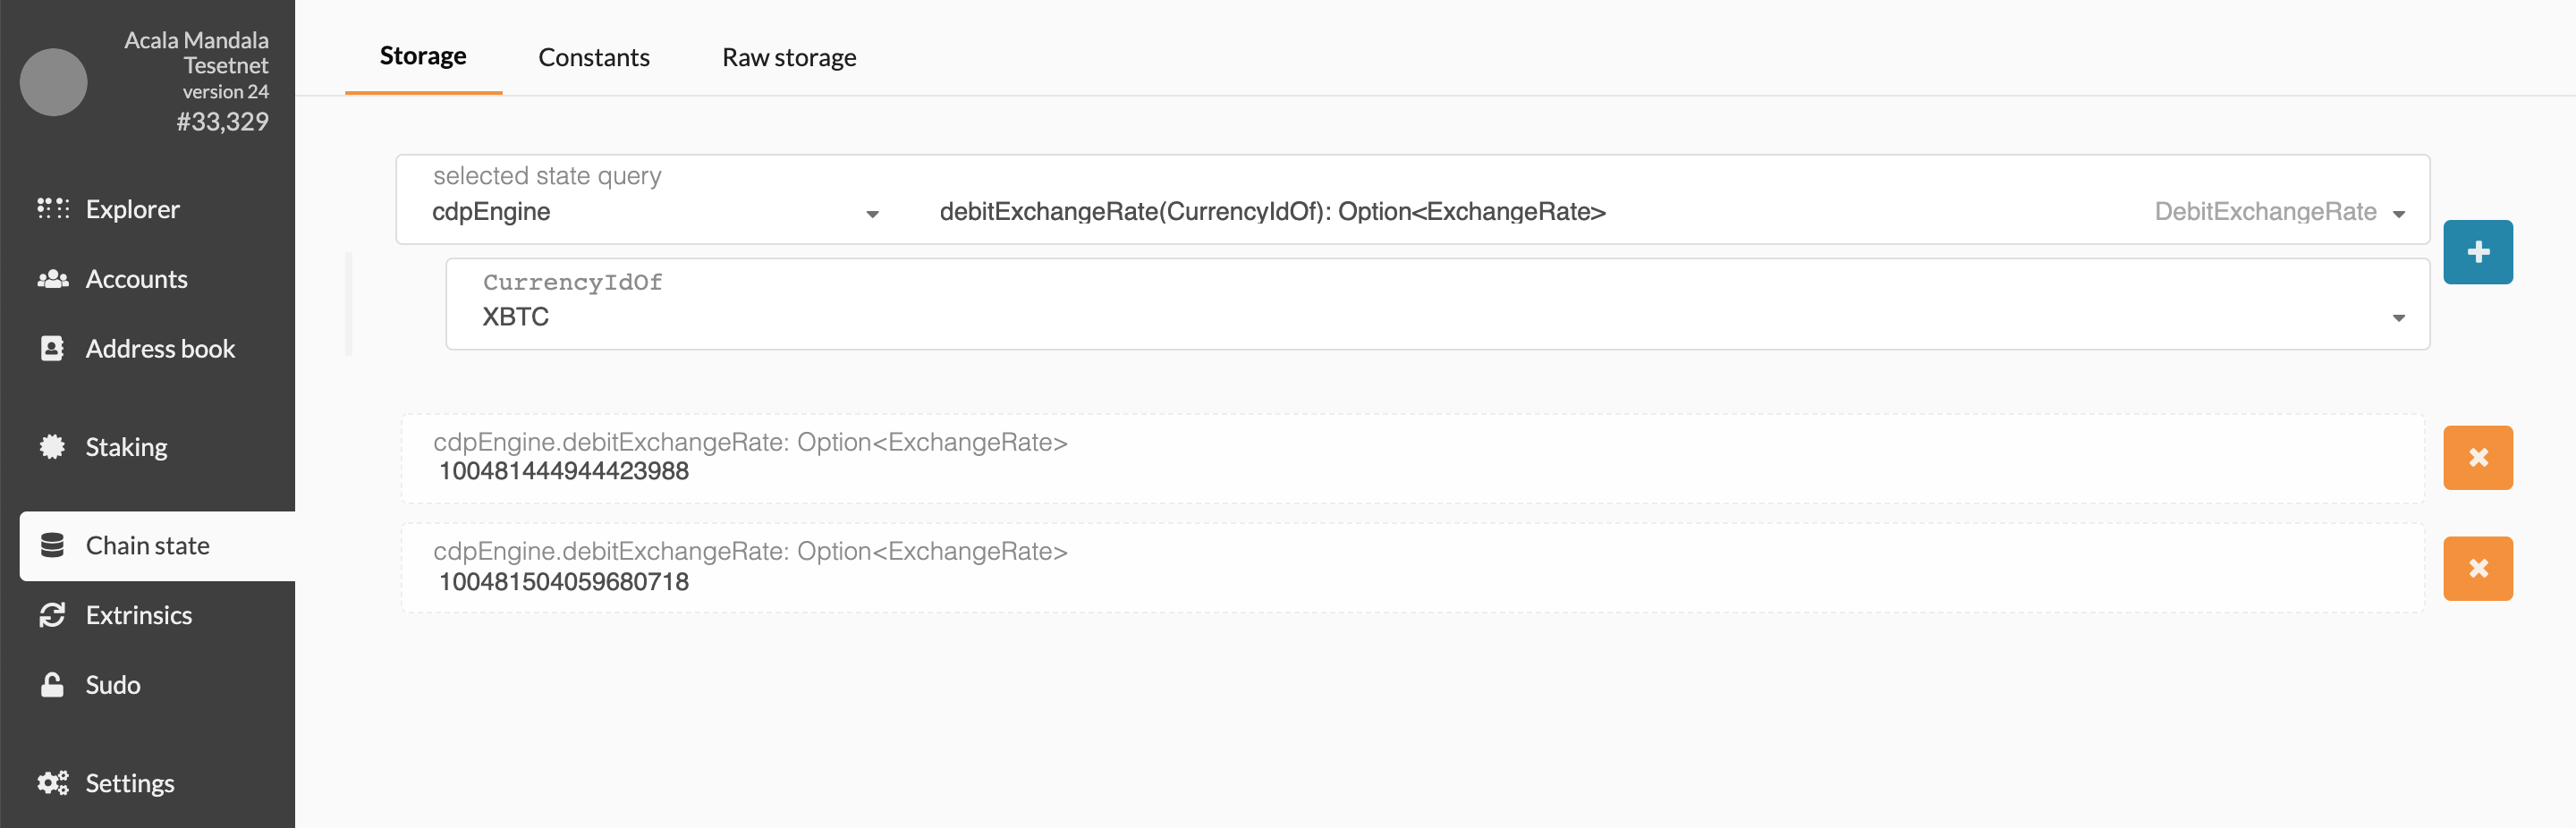 Acala Mandala
Tesetnet
version 24
#33,329
Explorer
Accounts
Address book
Staking
Chain state
Extrinsics
Sudo
Settings
Storage Constants Raw storage
selected state query
cdpEngine debitExchangeRate(CurrencyIdOf): Option<ExchangeRate> DebitExchangeRate
CurrencyIdOf
XBTC
cdpEngine.debitExchangeRate: Option<ExchangeRate>
100481444944423988
cdpEngine.debitExchangeRate: Option<ExchangeRate>
100481504059680718